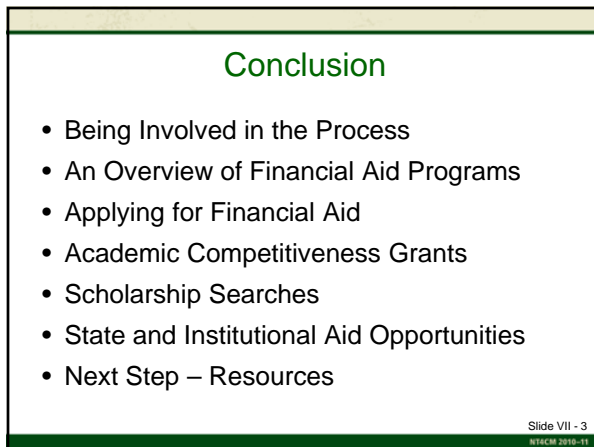 Conclusion
• Being Involved in the Process
• An Overview of Financial Aid Programs
• Applying for Financial Aid
• Academic Competitiveness Grants
• Scholarship Searches
• State and Institutional Aid Opportunities
• Next Step – Resources
Slide VII - 3
NT4CM 2010–11